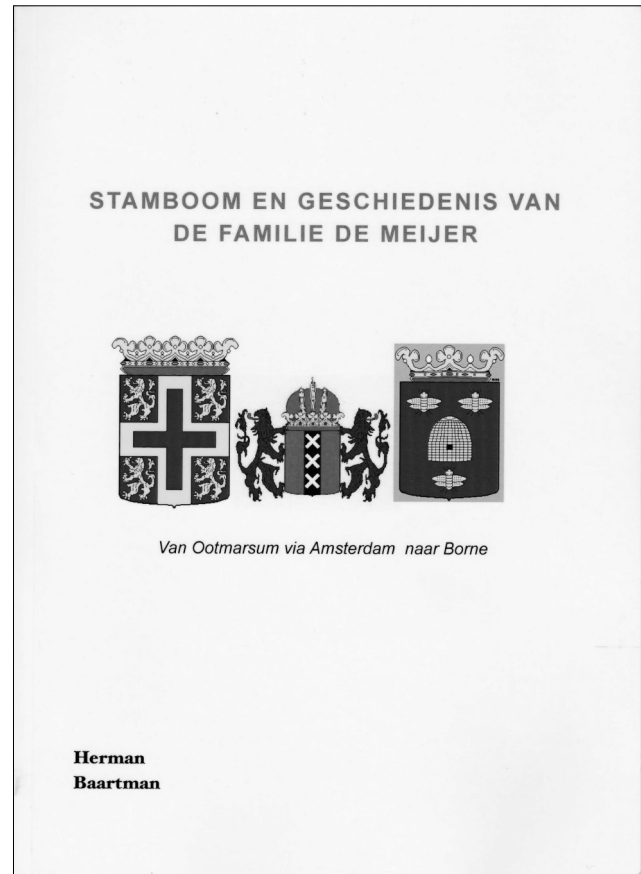 STAMBOOM EN GESCHIEDENIS VAN
DE FAMILIE DE MEIJER
Van Ootmarsum via Amsterdam naar Borne
Herman
Baartman